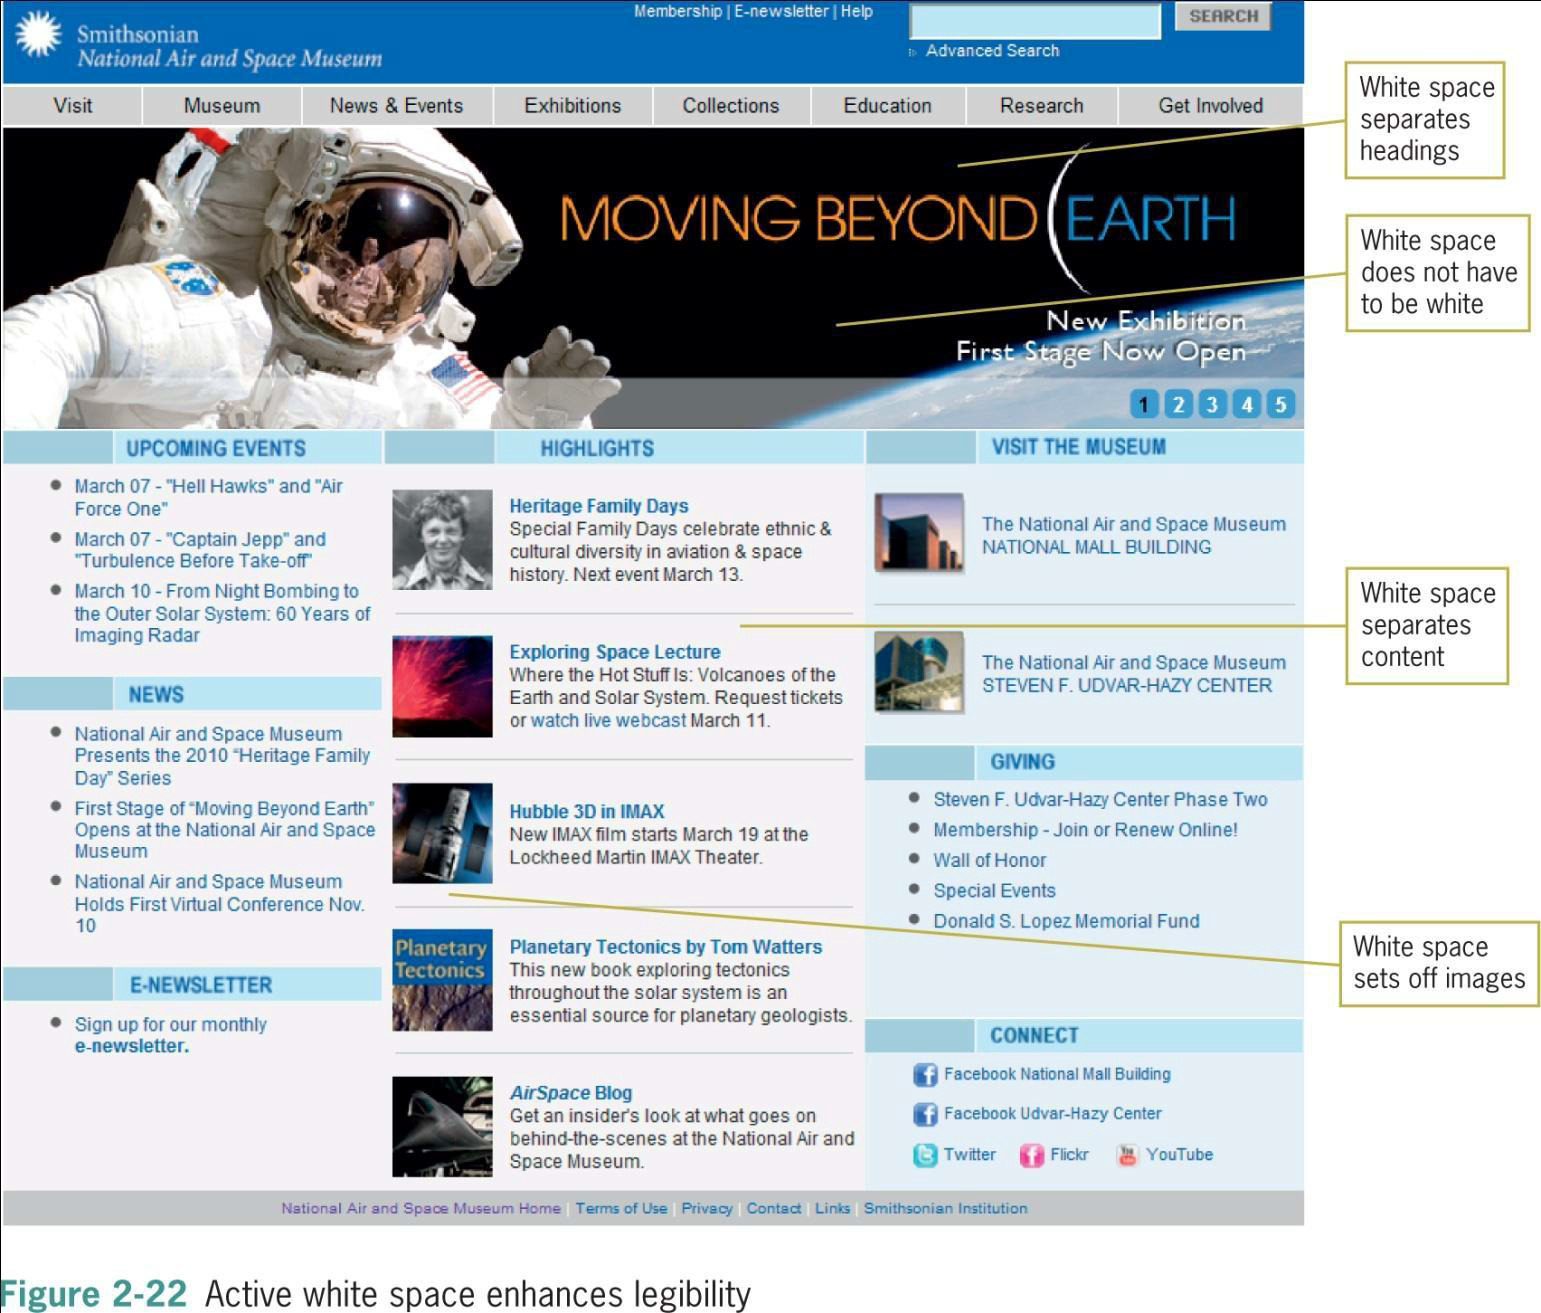 Smithsonian
National Air and Space Museum
Membership | E-newsletter | Help
SEARCH
Advanced Search
Visit
Museum
News & Events
Exhibitions
Collections
Education
Research
Get Involved
MOVING BEYOND EARTH
New Exhibition
First Stage Now Open
1 2 3 4 5
UPCOMING EVENTS
March 07 - "Hell Hawks" and "Air
Force One"
March 07 - "Captain Jepp" and
"Turbulence Before Take-off"
March 10 - From Night Bombing to
the Outer Solar System: 60 Years of
Imaging Radar
NEWS
National Air and Space Museum
Presents the 2010 “Heritage Family
Day” Series
First Stage of “Moving Beyond Earth”
Opens at the National Air and Space
Museum
National Air and Space Museum
Holds First Virtual Conference Nov.
10
E-NEWSLETTER
Sign up for our monthly
e-newsletter.
HIGHLIGHTS
Heritage Family Days
Special Family Days celebrate ethnic &
cultural diversity in aviation & space
history. Next event March 13.
Exploring Space Lecture
Where the Hot Stuff Is: Volcanoes of the
Earth and Solar System. Request tickets
or watch live webcast March 11.
Hubble 3D in IMAX
New IMAX film starts March 19 at the
Lockheed Martin IMAX Theater.
Planetary
Tectonics
Planetary Tectonics by Tom Watters
This new book exploring tectonics
throughout the solar system is an
essential source for planetary geologists.
AirSpace Blog
Get an insider's look at what goes on
behind-the-scenes at the National Air and
Space Museum.
VISIT THE MUSEUM
The National Air and Space Museum
NATIONAL MALL BUILDING
The National Air and Space Museum
STEVEN F. UDVAR-HAZY CENTER
GIVING
Steven F. Udvar-Hazy Center Phase Two
Membership - Join or Renew Online!
Wall of Honor
Special Events
Donald S. Lopez Memorial Fund
CONNECT
Facebook National Mall Building
Facebook Udvar-Hazy Center
Twitter
Flickr
YouTube
National Air and Space Museum Home | Terms of Use | Privacy | Contact | Links | Smithsonian Institution
White space
separates
headings
White space
does not have
to be white
White space
separates
content
White space
sets off images
Figure 2-22 Active white space enhances legibility